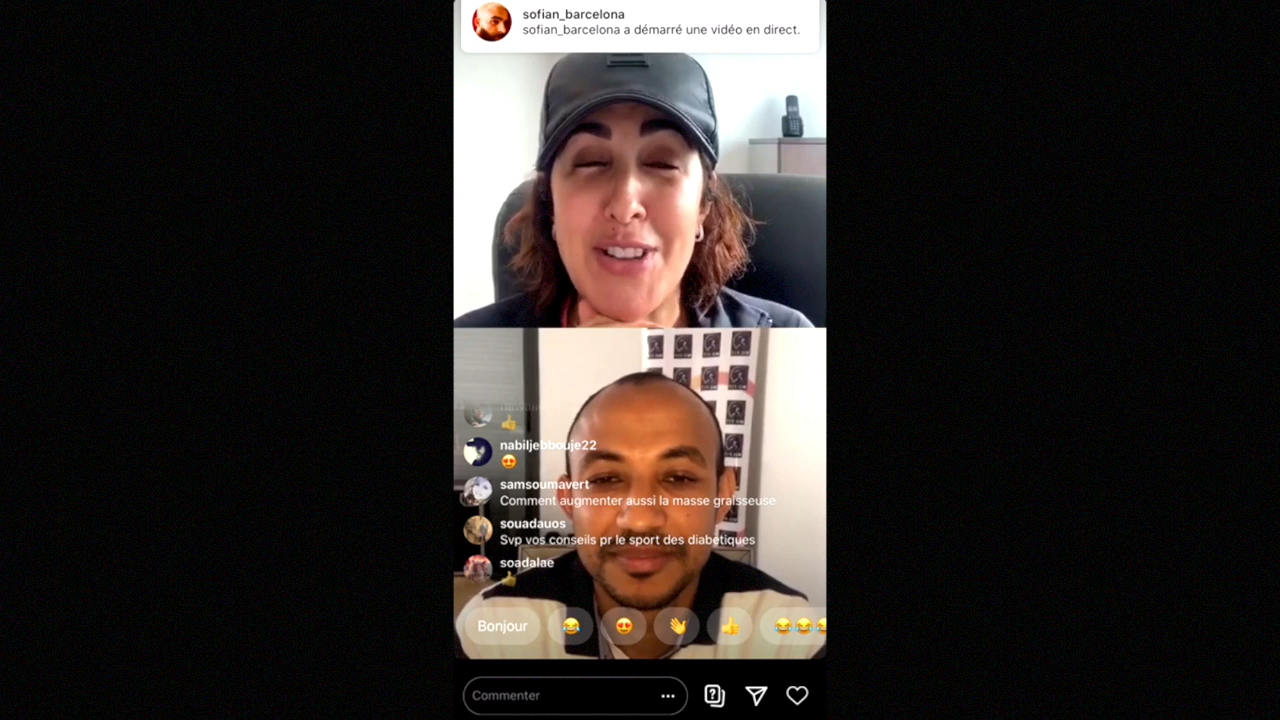 sofian_barcelona
sofian_barcelona a démarré une vidéo en direct.
nabiljebbouje22
samsoumavert
Comment augmenter aussi la masse graisseuse
souadauos
Svp vos conseils pr le sport des diabetiques
soadalae
Bonjour
Commenter